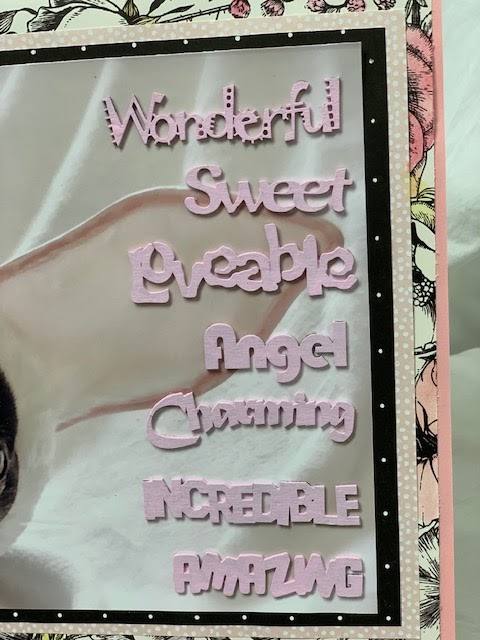 Wonderful
Sweet
Loveable
Angel
Charming
INCREDIBLE
AMAZING